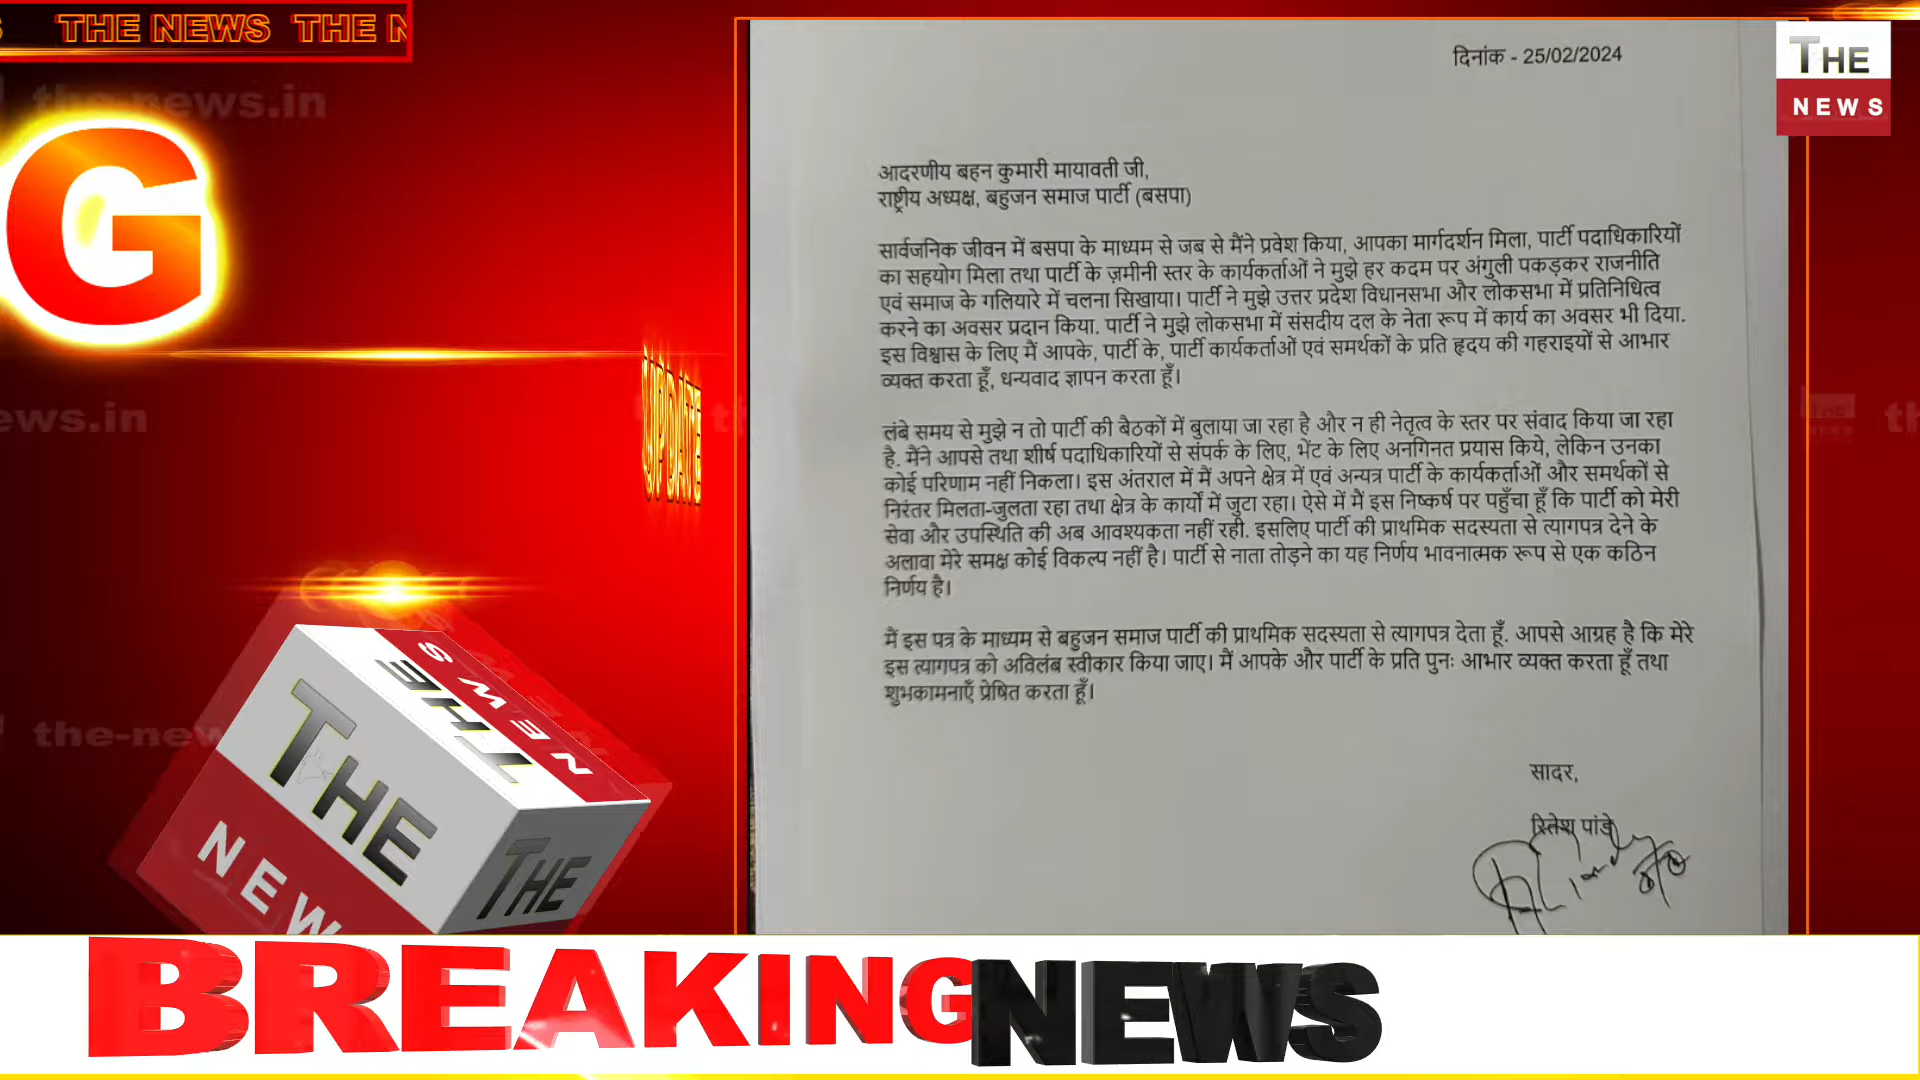 THE NEWS THE N
the-news.in
G
THE
NEWS
दिनांक - 25/02/2024
आदरणीय बहन कुमारी मायावती जी,
राष्ट्रीय अध्यक्ष, बहुजन समाज पार्टी (बसपा)
सार्वजनिक जीवन में बसपा के माध्यम से जब से मैंने प्रवेश किया, आपका मार्गदर्शन मिला, पार्टी पदाधिकारियों
का सहयोग मिला तथा पार्टी के ज़मीनी स्तर के कार्यकर्ताओं ने मुझे हर कदम पर अंगुली पकड़कर राजनीति
एवं समाज के गलियारे में चलना सिखाया। पार्टी ने मुझे उत्तर प्रदेश विधानसभा और लोकसभा में प्रतिनिधित्व
करने का अवसर प्रदान किया. पार्टी ने मुझे लोकसभा में संसदीय दल के नेता रूप में कार्य का अवसर भी दिया.
इस विश्वास के लिए मैं आपके, पार्टी के, पार्टी कार्यकर्ताओं एवं समर्थकों के प्रति हृदय की गहराइयों से आभार
व्यक्त करता हूँ, धन्यवाद ज्ञापन करता हूँ।
लंबे समय से मुझे न तो पार्टी की बैठकों में बुलाया जा रहा है और न ही नेतृत्व के स्तर पर संवाद किया जा रहा
है. मैंने आपसे तथा शीर्ष पदाधिकारियों से संपर्क के लिए, भेंट के लिए अनगिनत प्रयास किये, लेकिन उनका
कोई परिणाम नहीं निकला। इस अंतराल में मैं अपने क्षेत्र में एवं अन्यत्र पार्टी के कार्यकर्ताओं और समर्थकों से
निरंतर मिलता-जुलता रहा तथा क्षेत्र के कार्यों में जुटा रहा। ऐसे में मैं इस निष्कर्ष पर पहुँचा हूँ कि पार्टी को मेरी
सेवा और उपस्थिति की अब आवश्यकता नहीं रही. इसलिए पार्टी की प्राथमिक सदस्यता से त्यागपत्र देने के
अलावा मेरे समक्ष कोई विकल्प नहीं है। पार्टी से नाता तोड़ने का यह निर्णय भावनात्मक रूप से एक कठिन
निर्णय है।
मैं इस पत्र के माध्यम से बहुजन समाज पार्टी की प्राथमिक सदस्यता से त्यागपत्र देता हूँ. आपसे आग्रह है कि मेरे
इस त्यागपत्र को अविलंब स्वीकार किया जाए। मैं आपके और पार्टी के प्रति पुनः आभार व्यक्त करता हूँ तथा
शुभकामनाएँ प्रेषित करता हूँ।
सादर,
रितेश पांडे
UPDATE
ews.in
the-new
THE
NEWS
THE
NEW
THE
BREAKING NEWS